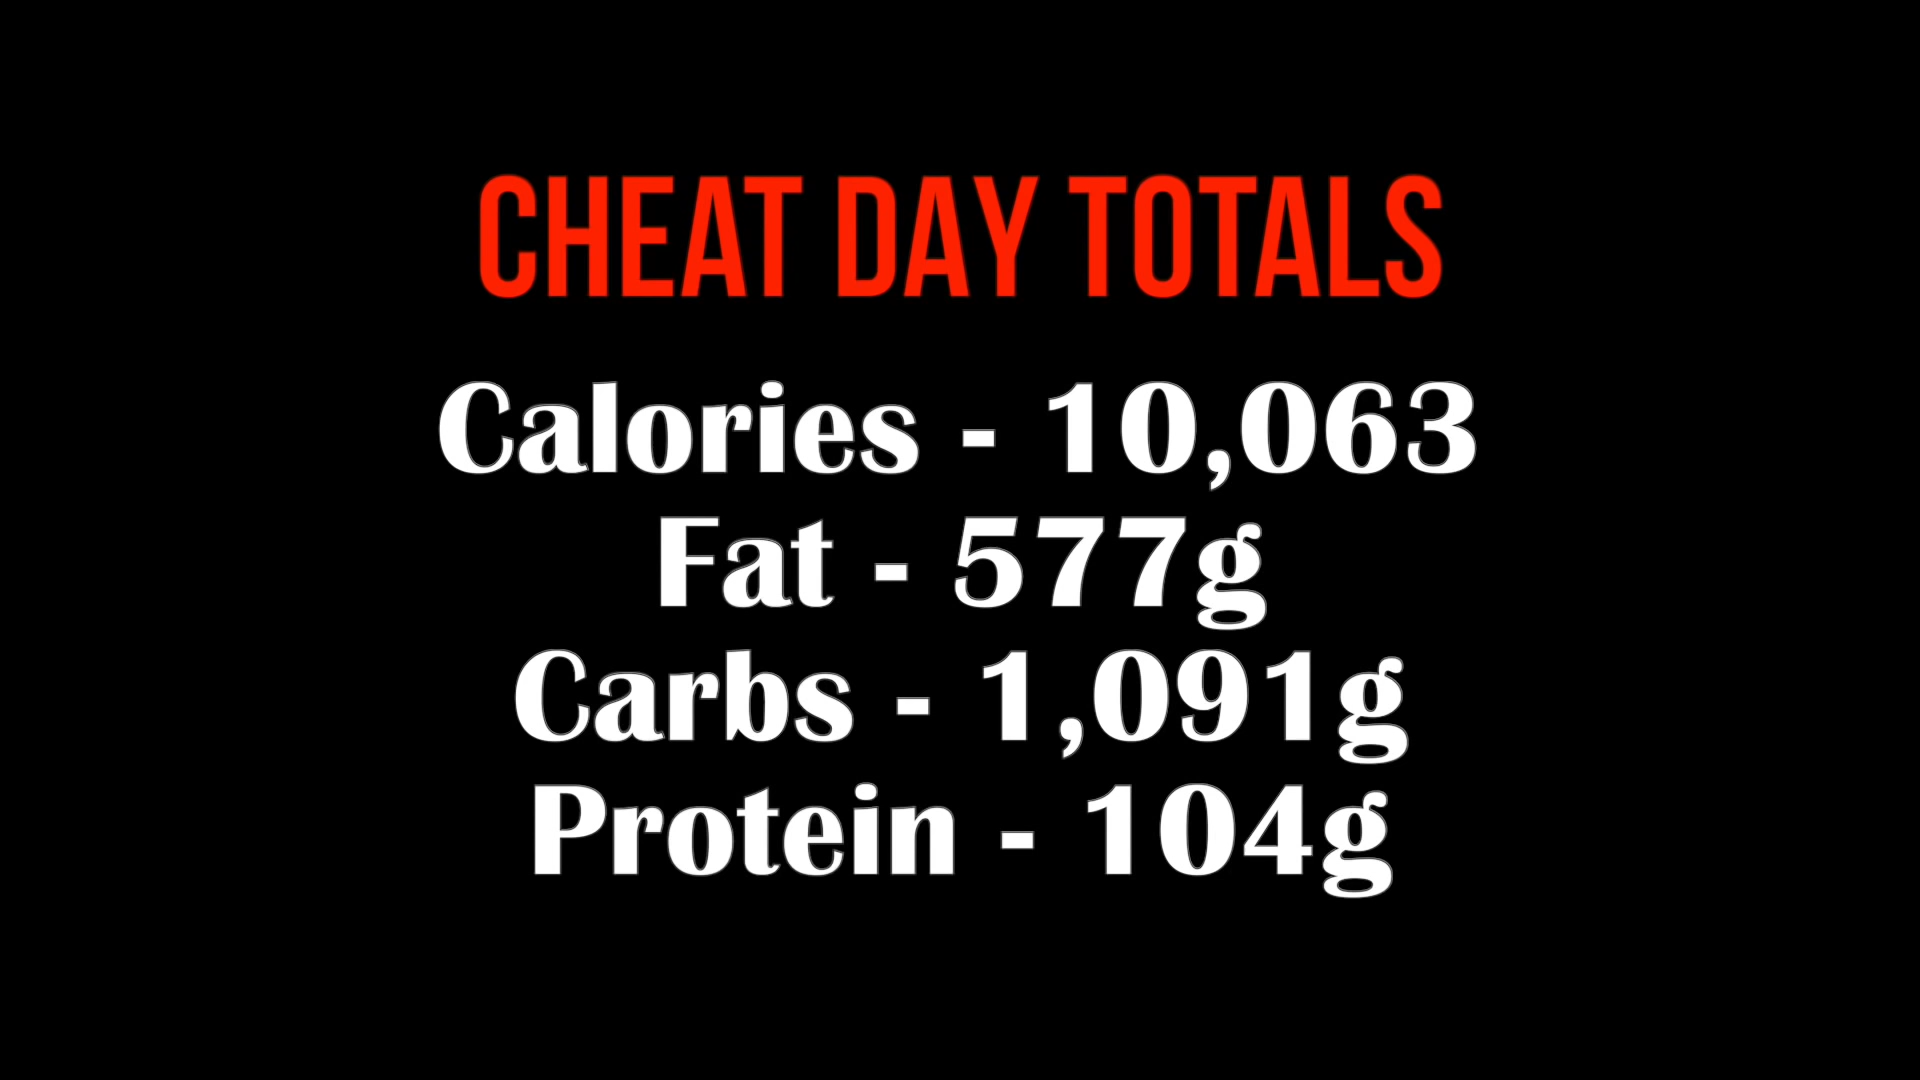 CHEAT DAY TOTALS
Calories - 10,063
Fat - 577g
Carbs - 1,091g
Protein - 104g